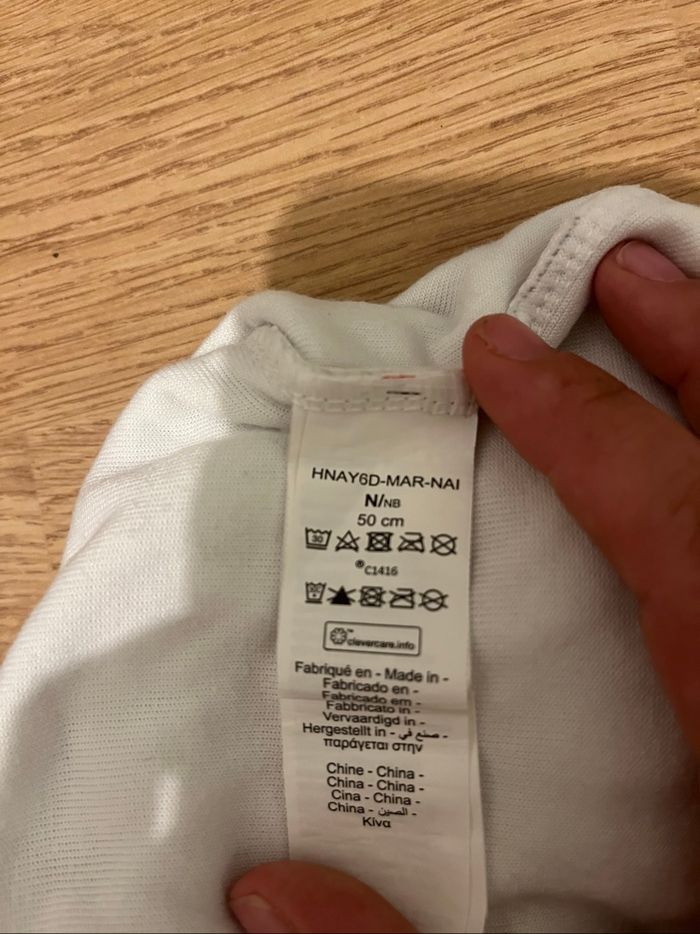 HNAY6D-MAR-NAI
N/NB
50 cm
30
®C1416
clevercare.info
Fabriqué en - Made in -
Fabricado en -
Fabricado em -
Fabbricato in -
Vervaardigd in -
Hergestellt in - صنع في -
παράγεται στην
Chine - China -
China - China -
Cina - China -
China - الصين -
Κίνα